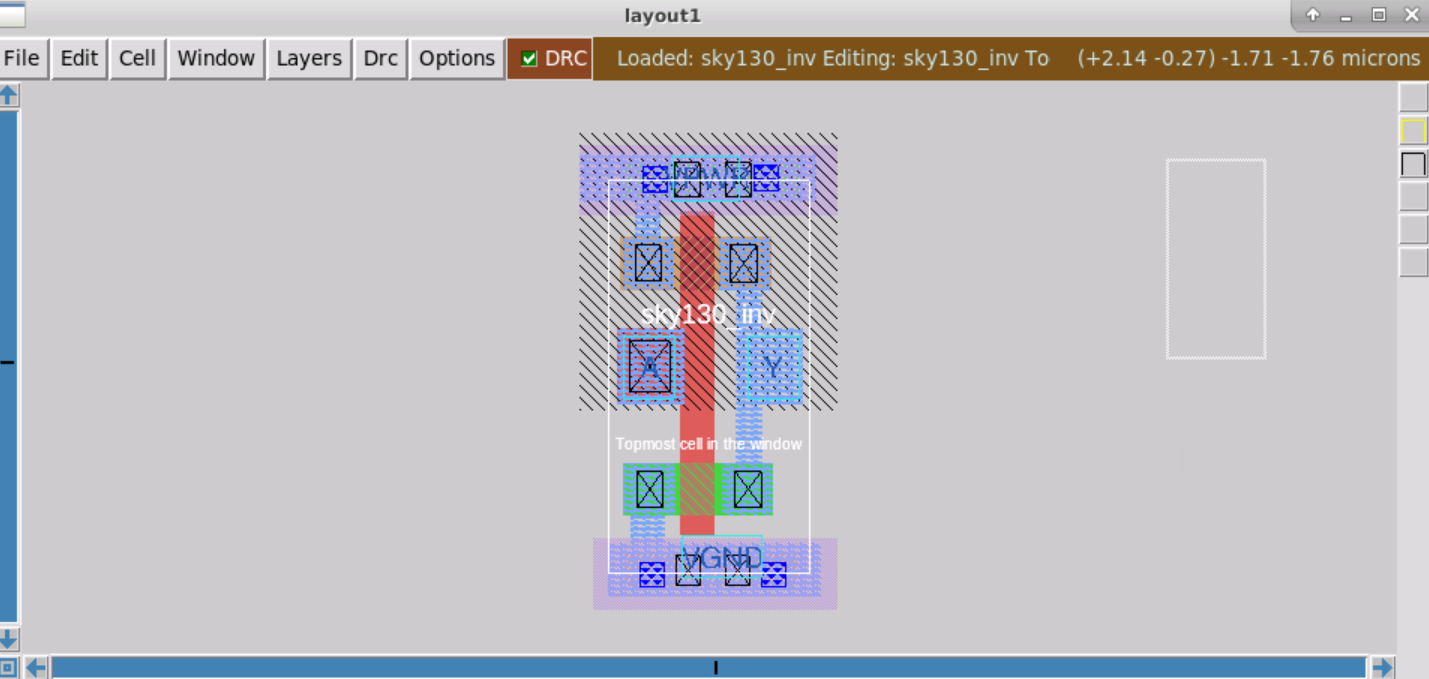 layout1
File Edit Cell Window Layers Drc Options DRC Loaded: sky130_inv Editing: sky130_inv To (+2.14 -0.27) -1.71 -1.76 microns
VPWR
sky130_inv
A Y
Topmost cell in the window
VGND